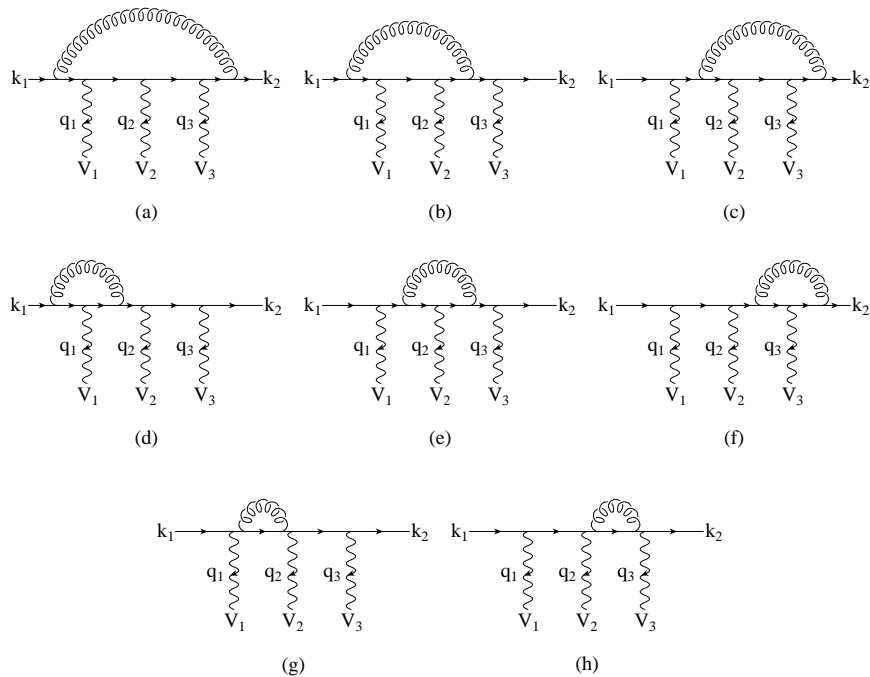 k1 k2 k1 k2 k1 k2
q1 q2 q3 q1 q2 q3 q1 q2 q3
V1 V2 V3 V1 V2 V3 V1 V2 V3
(a) (b) (c)
k1 k2 k1 k2 k1 k2
q1 q2 q3 q1 q2 q3 q1 q2 q3
V1 V2 V3 V1 V2 V3 V1 V2 V3
(d) (e) (f)
k1 k2 k1 k2
q1 q2 q3 q1 q2 q3
V1 V2 V3 V1 V2 V3
(g) (h)